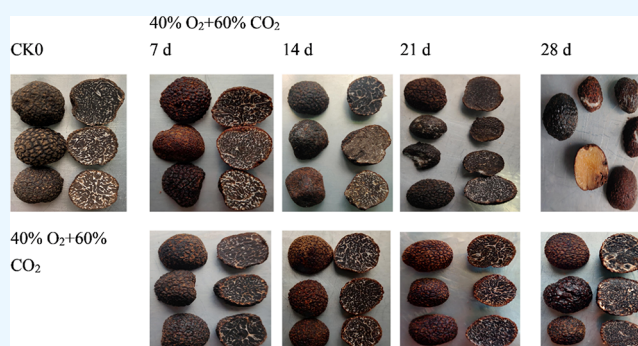 40% O₂+60% CO₂
CK0 7 d 14 d 21 d 28 d
40% O₂+60%
CO₂